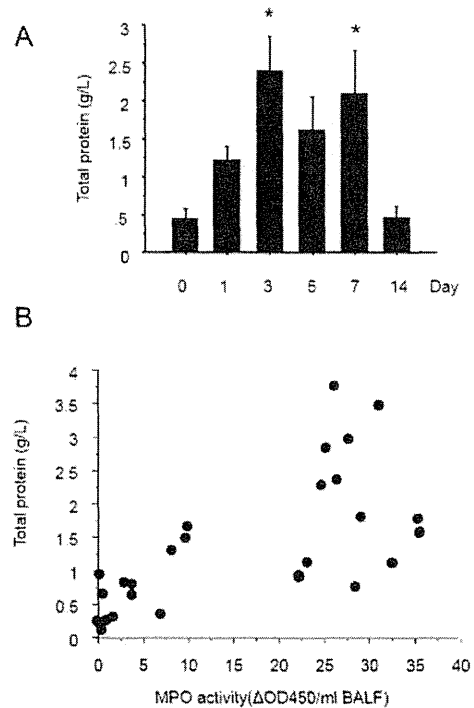 A
* *
Total protein (g/L)
3
2.5
2
1.5
1
.5
0
0 1 3 5 7 14 Day
B
Total protein (g/L)
4
3.5
3
2.5
2
1.5
1
0.5
0
0 5 10 15 20 25 30 35 40
MPO activity(ΔOD450/ml BALF)